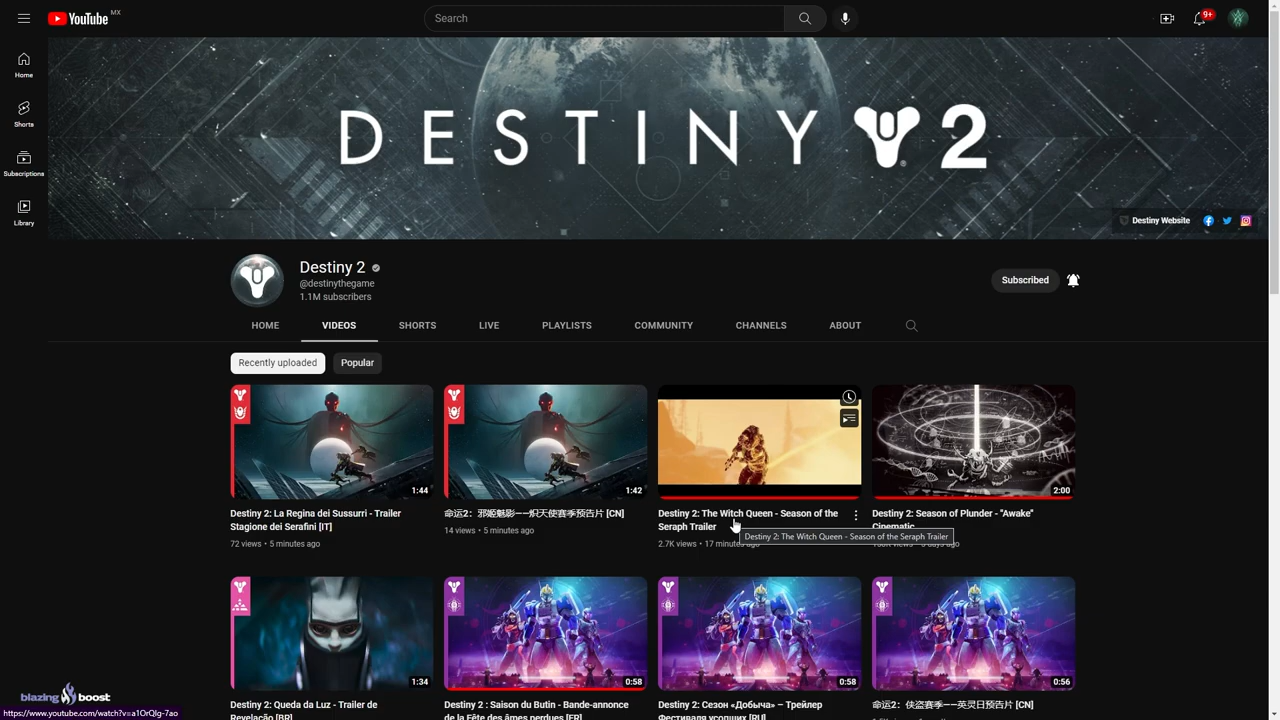 YouTube MX
Search
9+
Home
Shorts
Subscriptions
Library
DESTINY 2
Destiny Website
Destiny 2
@destinythegame
1.1M subscribers
Subscribed
HOME
VIDEOS
SHORTS
LIVE
PLAYLISTS
COMMUNITY
CHANNELS
ABOUT
Recently uploaded
Popular
1:44
1:42
2:00
Destiny 2: La Regina dei Sussurri - Trailer
Stagione dei Serafini [IT]
72 views • 5 minutes ago
命运2：邪姬魅影——炽天使赛季预告片 [CN]
14 views • 5 minutes ago
Destiny 2: The Witch Queen - Season of the
Seraph Trailer
2.7K views • 17 minutes ago
Destiny 2: The Witch Queen - Season of the Seraph Trailer
Destiny 2: Season of Plunder - "Awake"
Cinematic
days ago
1:34
0:58
0:58
0:56
Destiny 2: Queda da Luz - Trailer de
Revelação [BR]
Destiny 2 : Saison du Butin - Bande-annonce
de la Fête des âmes perdues [FR]
Destiny 2: Сезон «Добыча» – Трейлер
Фестиваля усопших [RU]
命运2：侠盗赛季——英灵日预告片 [CN]
blazing boost
https://www.youtube.com/watch?v=a1OrQIg-7ao